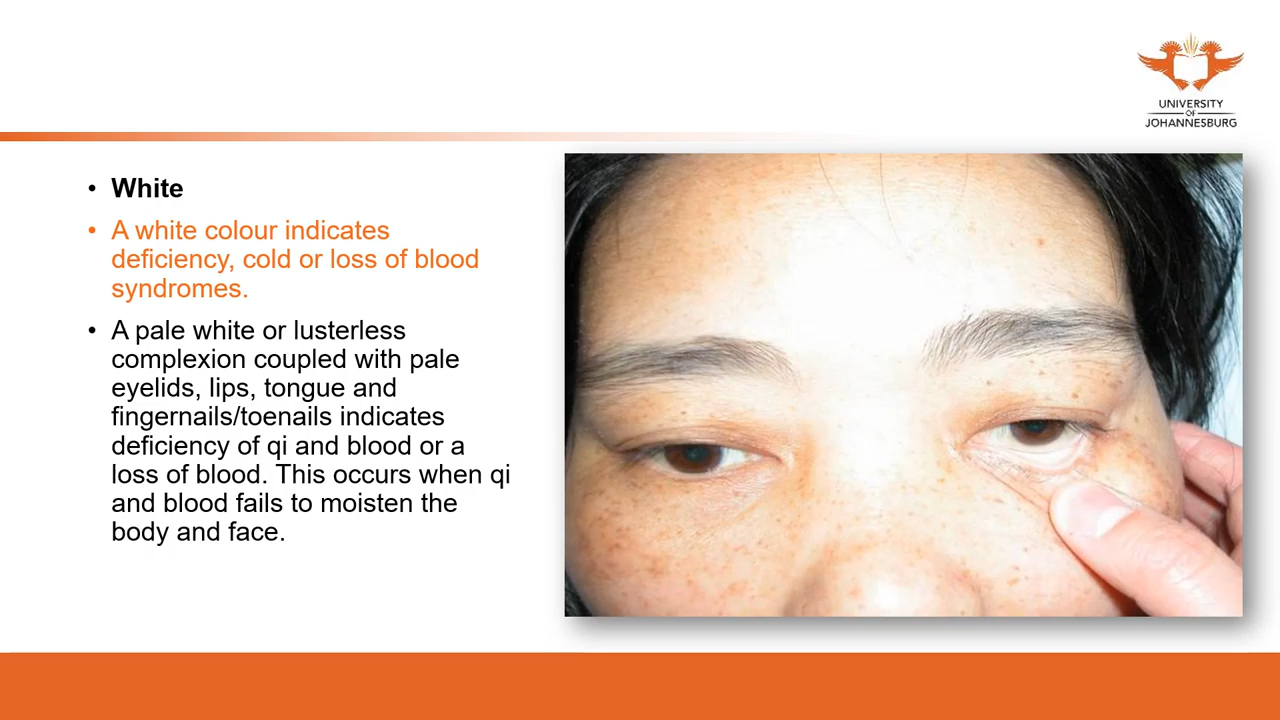 UNIVERSITY
OF
JOHANNESBURG
• White
• A white colour indicates
deficiency, cold or loss of blood
syndromes.
• A pale white or lusterless
complexion coupled with pale
eyelids, lips, tongue and
fingernails/toenails indicates
deficiency of qi and blood or a
loss of blood. This occurs when qi
and blood fails to moisten the
body and face.